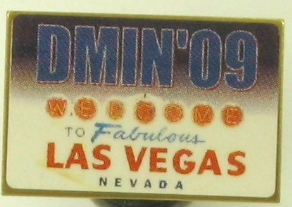 DMIN'09
WELCOME
TO Fabulous
LAS VEGAS
NEVADA